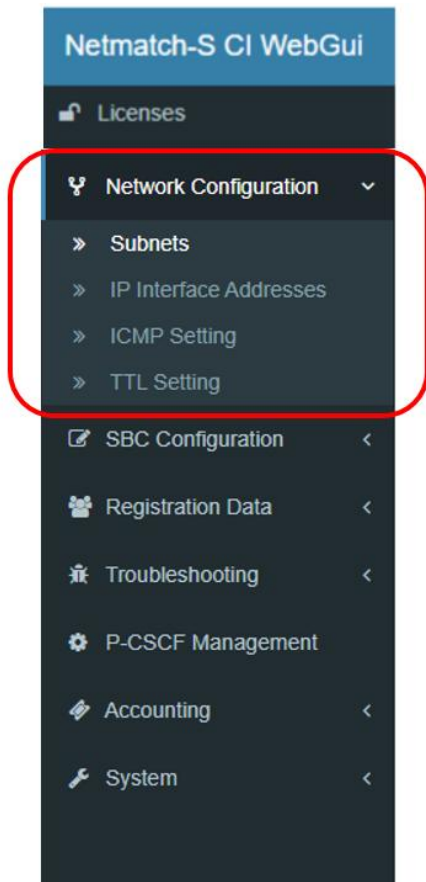 Netmatch-S CI WebGui
Licenses
Network Configuration
Subnets
IP Interface Addresses
ICMP Setting
TTL Setting
SBC Configuration
Registration Data
Troubleshooting
P-CSCF Management
Accounting
System